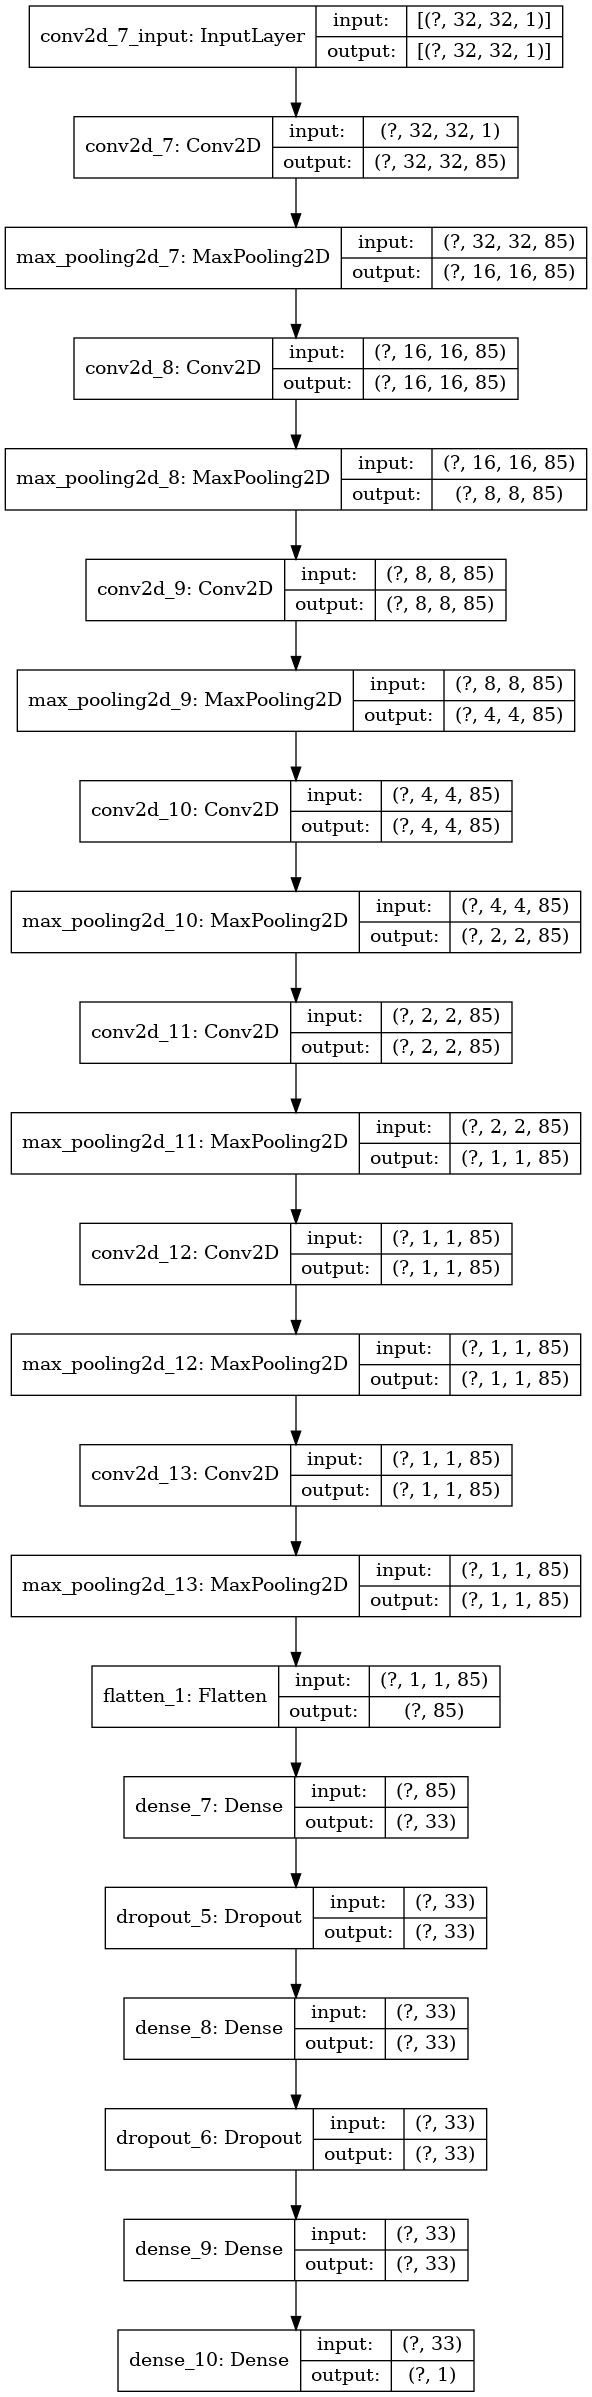 conv2d_7_input: InputLayer input: [(?, 32, 32, 1)]
output: [(?, 32, 32, 1)]
conv2d_7: Conv2D input: (?, 32, 32, 1)
output: (?, 32, 32, 85)
max_pooling2d_7: MaxPooling2D input: (?, 32, 32, 85)
output: (?, 16, 16, 85)
conv2d_8: Conv2D input: (?, 16, 16, 85)
output: (?, 16, 16, 85)
max_pooling2d_8: MaxPooling2D input: (?, 16, 16, 85)
output: (?, 8, 8, 85)
conv2d_9: Conv2D input: (?, 8, 8, 85)
output: (?, 8, 8, 85)
max_pooling2d_9: MaxPooling2D input: (?, 8, 8, 85)
output: (?, 4, 4, 85)
conv2d_10: Conv2D input: (?, 4, 4, 85)
output: (?, 4, 4, 85)
max_pooling2d_10: MaxPooling2D input: (?, 4, 4, 85)
output: (?, 2, 2, 85)
conv2d_11: Conv2D input: (?, 2, 2, 85)
output: (?, 2, 2, 85)
max_pooling2d_11: MaxPooling2D input: (?, 2, 2, 85)
output: (?, 1, 1, 85)
conv2d_12: Conv2D input: (?, 1, 1, 85)
output: (?, 1, 1, 85)
max_pooling2d_12: MaxPooling2D input: (?, 1, 1, 85)
output: (?, 1, 1, 85)
conv2d_13: Conv2D input: (?, 1, 1, 85)
output: (?, 1, 1, 85)
max_pooling2d_13: MaxPooling2D input: (?, 1, 1, 85)
output: (?, 1, 1, 85)
flatten_1: Flatten input: (?, 1, 1, 85)
output: (?, 85)
dense_7: Dense input: (?, 85)
output: (?, 33)
dropout_5: Dropout input: (?, 33)
output: (?, 33)
dense_8: Dense input: (?, 33)
output: (?, 33)
dropout_6: Dropout input: (?, 33)
output: (?, 33)
dense_9: Dense input: (?, 33)
output: (?, 33)
dense_10: Dense input: (?, 33)
output: (?, 1)